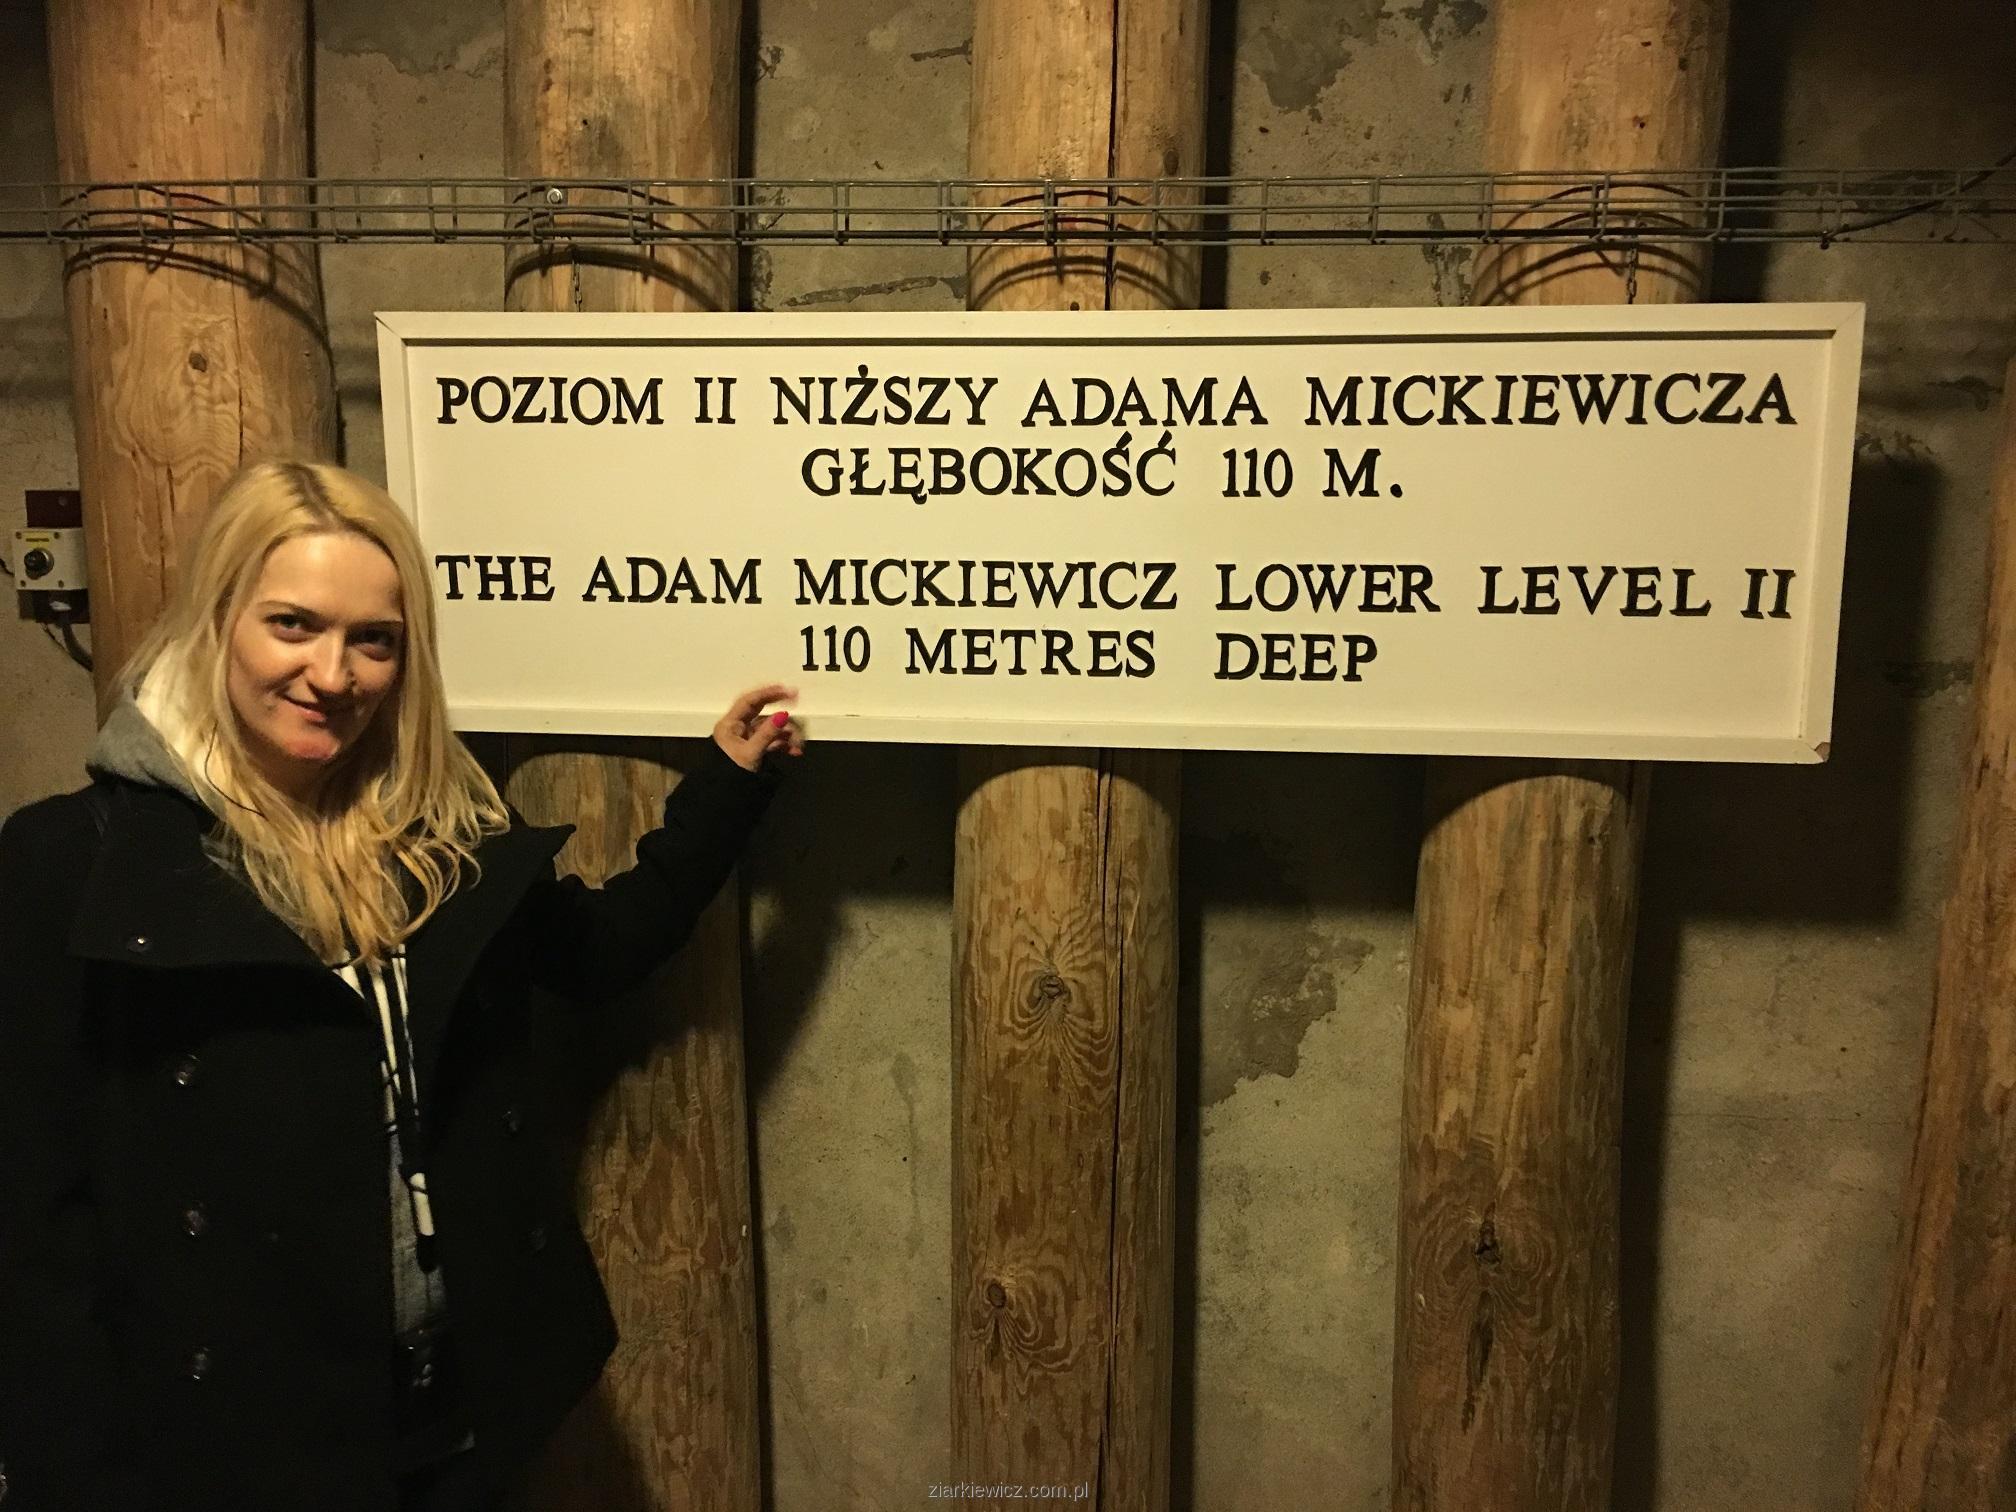 POZIOM II NIŻSZY ADAMA MICKIEWICZA
GŁĘBOKOŚĆ 110 M.
THE ADAM MICKIEWICZ LOWER LEVEL II
110 METRES DEEP
ziarkiewicz.com.pl